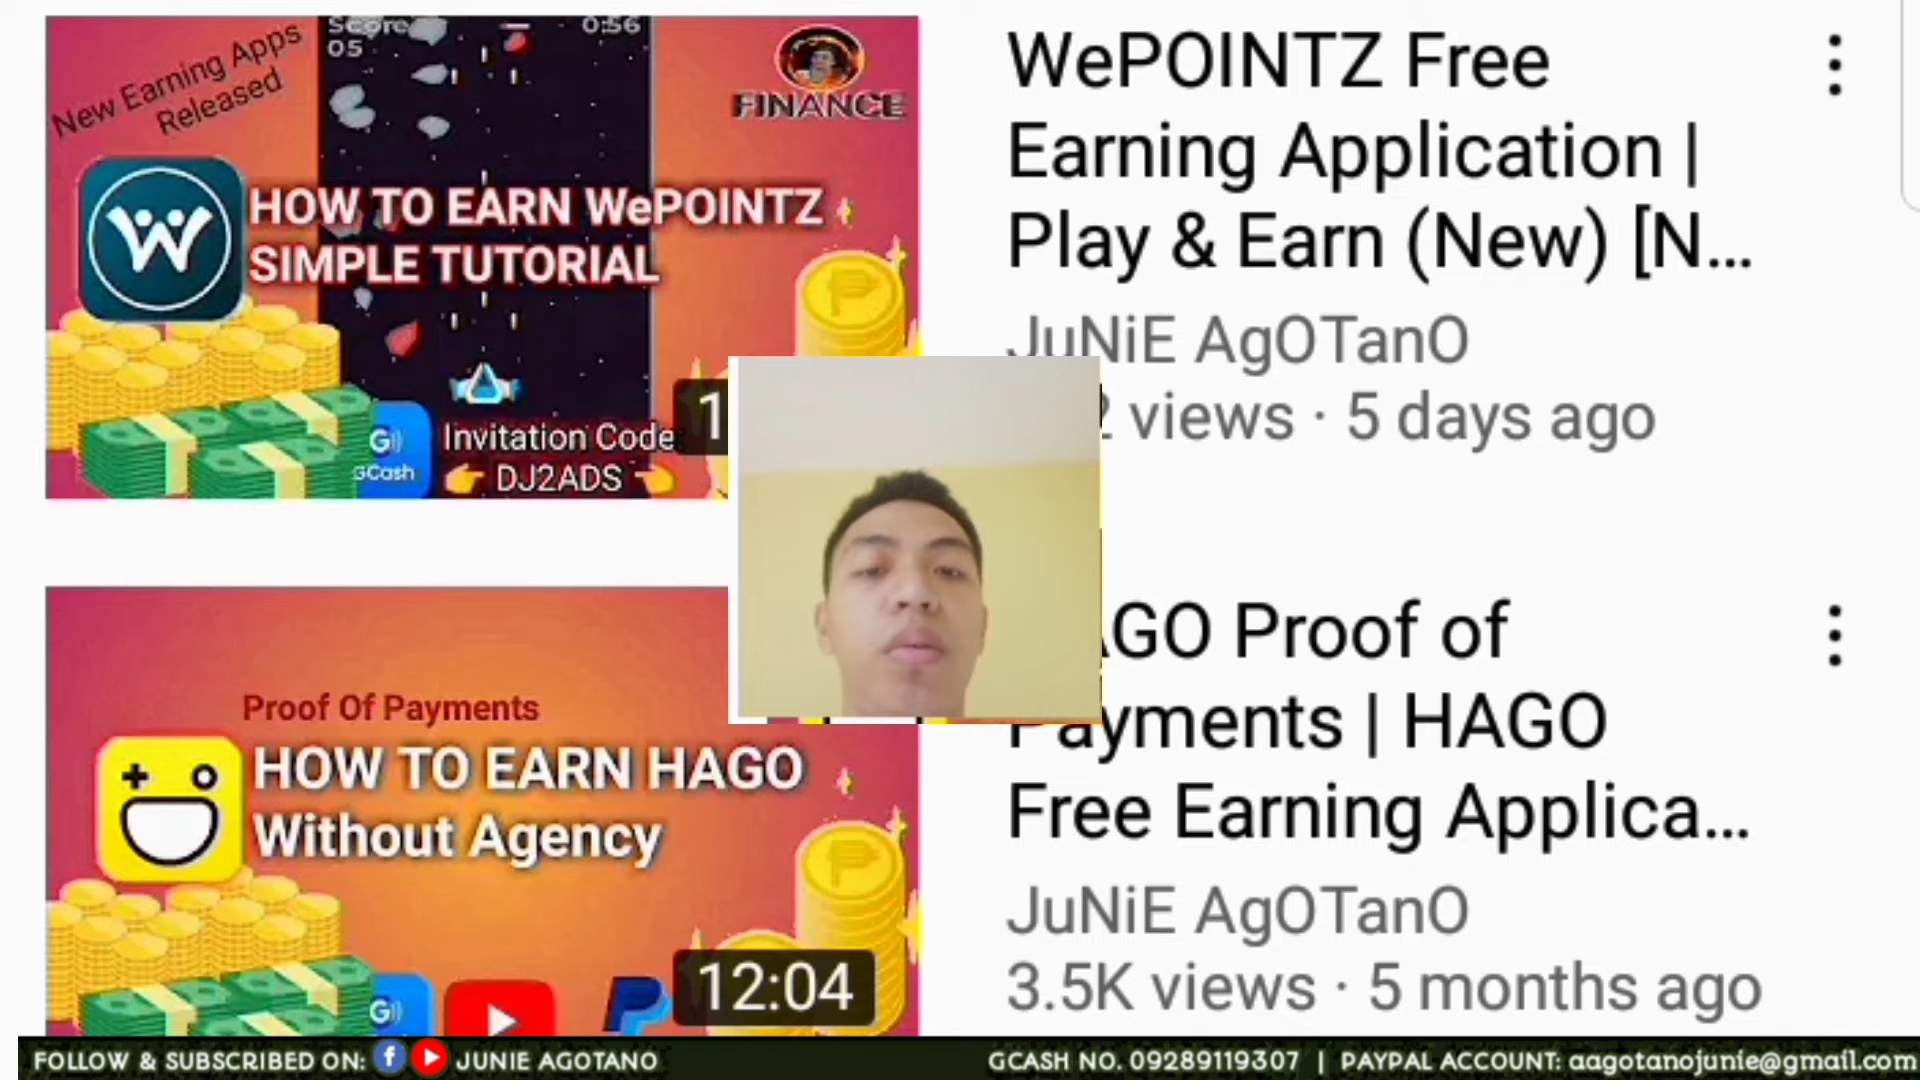 New Earning Apps
Released
Score
05
0:56
FINANCE
HOW TO EARN WePOINTZ
SIMPLE TUTORIAL
GCash
Invitation Code
DJ2ADS
WePOINTZ Free
Earning Application |
Play & Earn (New) [N...
JuNiE AgOTanO
views · 5 days ago
Proof Of Payments
HOW TO EARN HAGO
Without Agency
G
12:04
AGO Proof of
Payments | HAGO
Free Earning Applica...
JuNiE AgOTanO
3.5K views · 5 months ago
FOLLOW & SUBSCRIBED ON: JUNIE AGOTANO
GCASH NO. 09289119307 | PAYPAL ACCOUNT: aagotanojunie@gmail.com